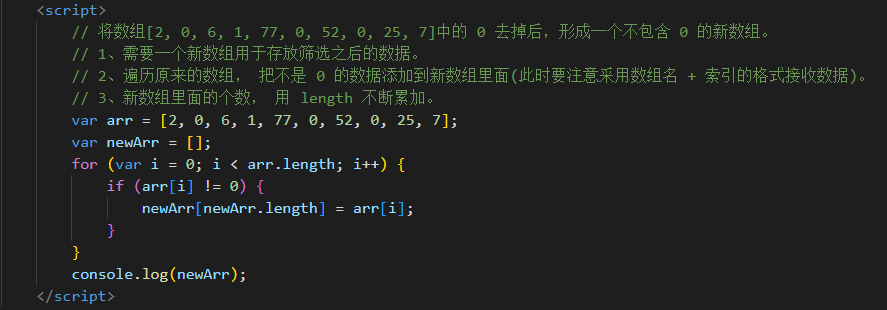 <script>
// 将数组[2, 0, 6, 1, 77, 0, 52, 0, 25, 7]中的 0 去掉后，形成一个不包含 0 的新数组。
// 1、需要一个新数组用于存放筛选之后的数据。
// 2、遍历原来的数组， 把不是 0 的数据添加到新数组里面(此时要注意采用数组名 + 索引的格式接收数据)。
// 3、新数组里面的个数， 用 length 不断累加。
var arr = [2, 0, 6, 1, 77, 0, 52, 0, 25, 7];
var newArr = [];
for (var i = 0; i < arr.length; i++) {
if (arr[i] != 0) {
newArr[newArr.length] = arr[i];
}
}
console.log(newArr);
</script>